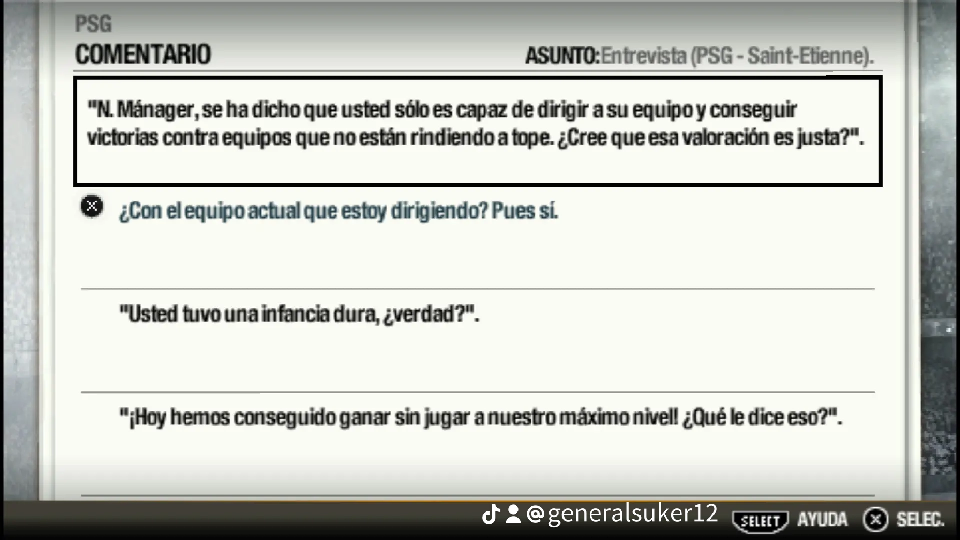 PSG
COMENTARIO
ASUNTO:Entrevista (PSG - Saint-Etienne).
"N. Mánager, se ha dicho que usted sólo es capaz de dirigir a su equipo y conseguir
victorias contra equipos que no están rindiendo a tope. ¿Cree que esa valoración es justa?".
¿Con el equipo actual que estoy dirigiendo? Pues sí.
"Usted tuvo una infancia dura, ¿verdad?".
"¡Hoy hemos conseguido ganar sin jugar a nuestro máximo nivel! ¿Qué le dice eso?".
@generalsuker12
SELECT AYUDA X SELEC.